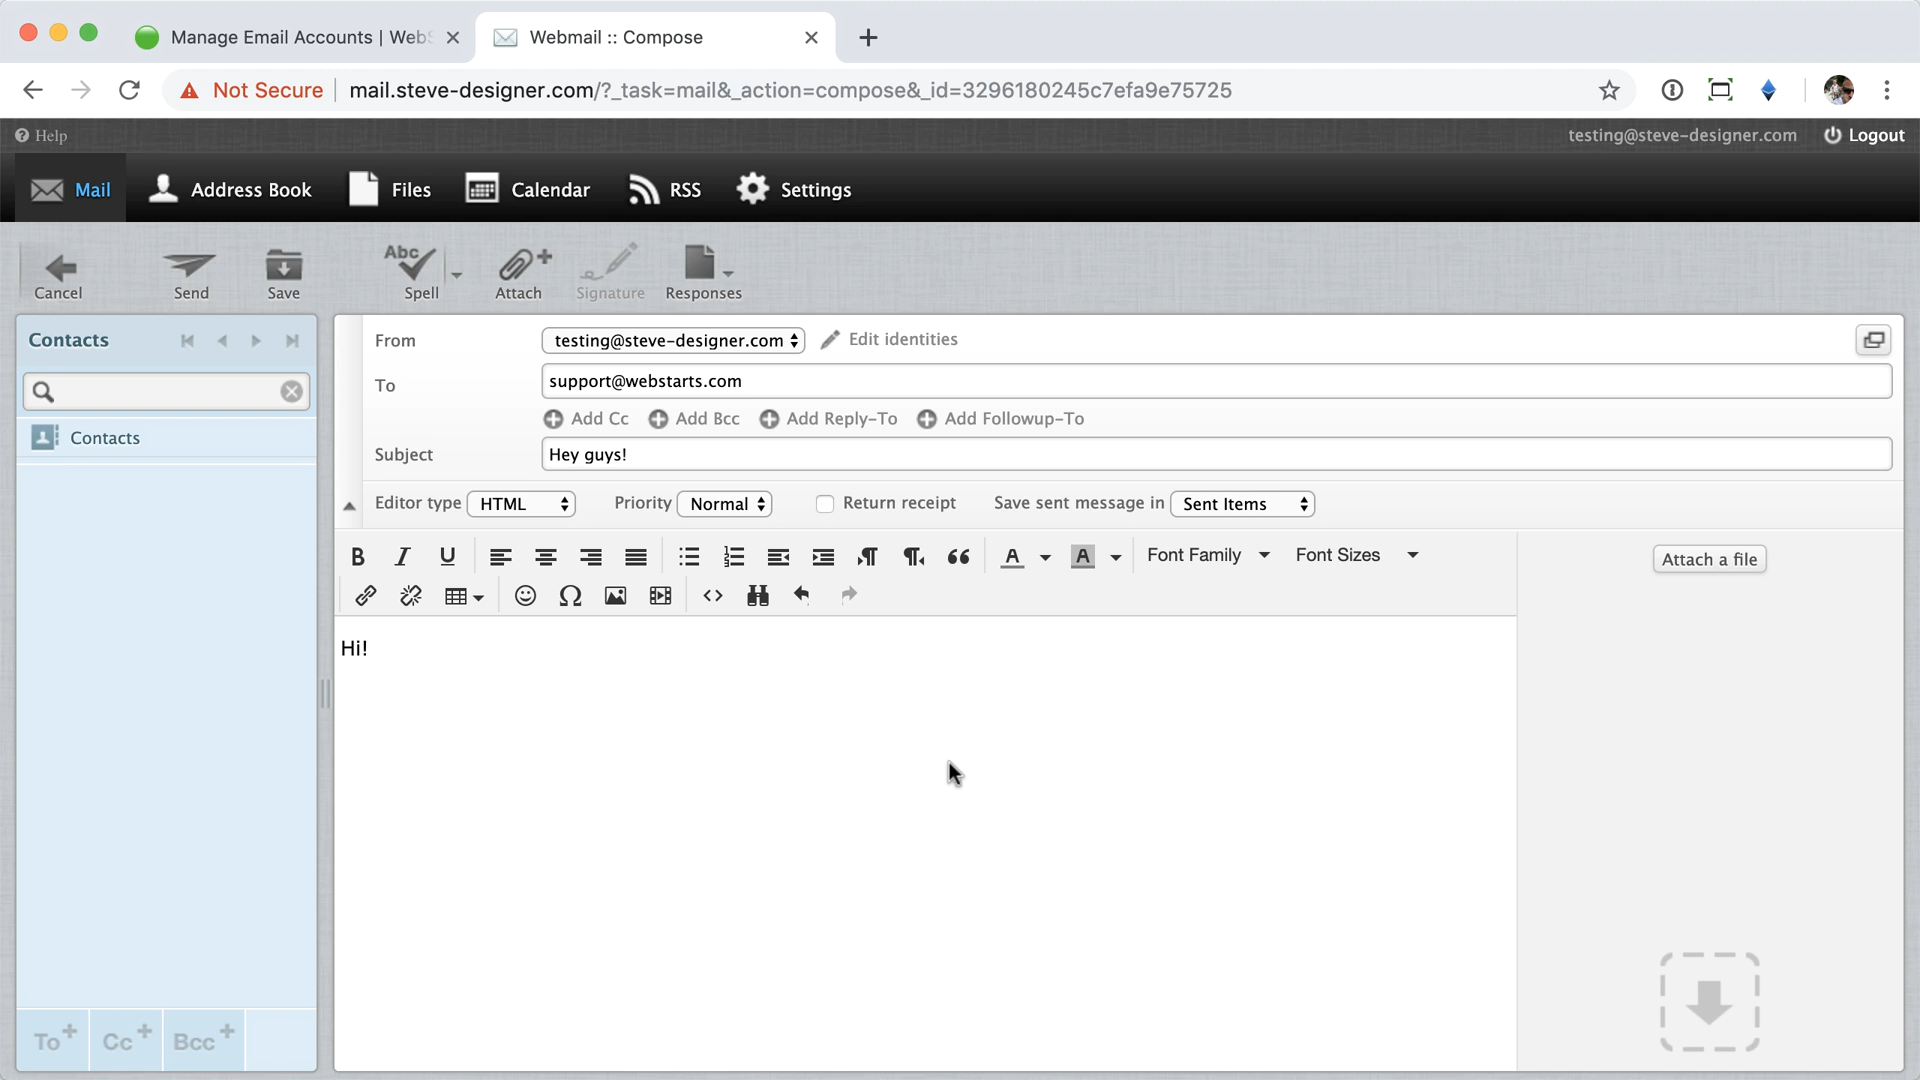 Manage Email Accounts | WebS
Webmail :: Compose
Not Secure mail.steve-designer.com/?_task=mail&_action=compose&_id=3296180245c7efa9e75725
Help testing@steve-designer.com Logout
Mail Address Book Files Calendar RSS Settings
Abc
Cancel Send Save Spell Attach Signature Responses
Contacts
Contacts
To+ Cc+ Bcc+
From testing@steve-designer.com Edit identities
To support@webstarts.com
Add Cc Add Bcc Add Reply-To Add Followup-To
Subject Hey guys!
Editor type HTML Priority Normal Return receipt Save sent message in Sent Items
B I U A A Font Family Font Sizes
Attach a file
Hi!